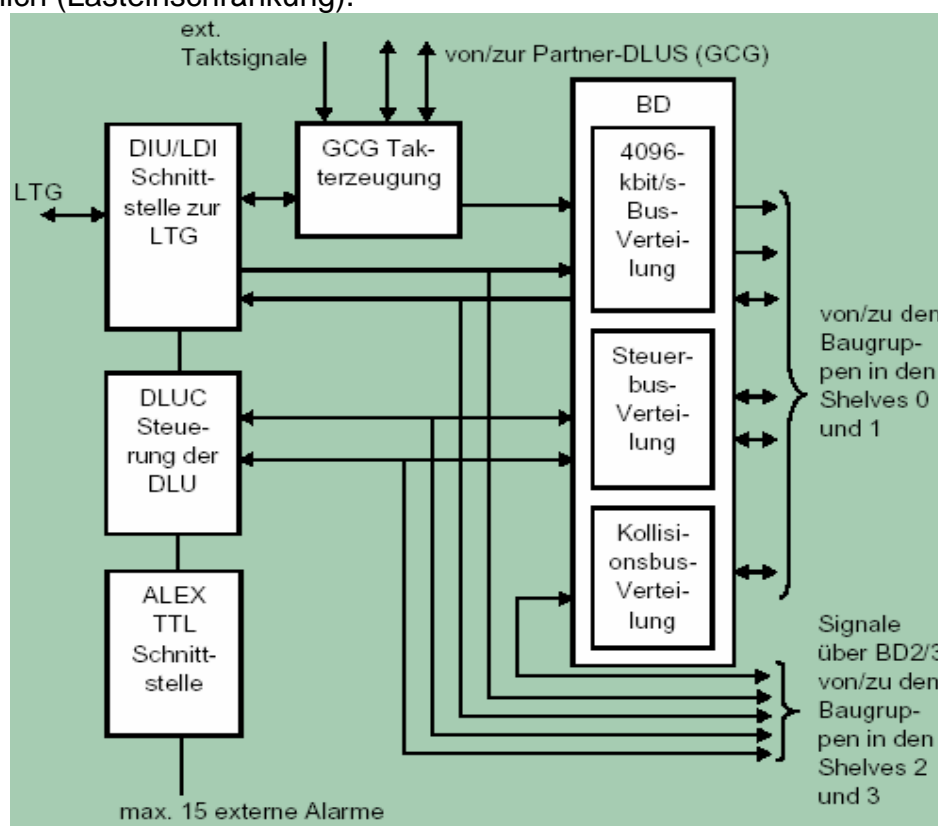 (Lasteinschränkung).
ext.
Taktsignale
von/zur Partner-DLUS (GCG)
BD
DIU/LDI
Schnitt-
stelle zur
LTG
GCG Tak-
terzeugung
4096-
kbit/s-
Bus-
Vertei-
lung
LTG
von/zu den
Baugrup-
pen in den
Shelves 0
und 1
Steuer-
bus-
Vertei-
lung
DLUC
Steue-
rung der
DLU
Kollisi-
onsbus-
Vertei-
lung
ALEX
TTL
Schnitt-
stelle
Signale
über BD2/3
von/zu den
Baugrup-
pen in den
Shelves 2
und 3
max. 15 externe Alarme